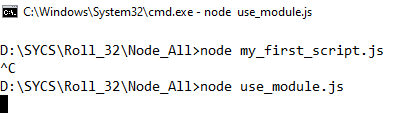 C:\Windows\System32\cmd.exe - node use_module.js
D:\SYCS\Roll_32\Node_All>node my_first_script.js
^C
D:\SYCS\Roll_32\Node_All>node use_module.js